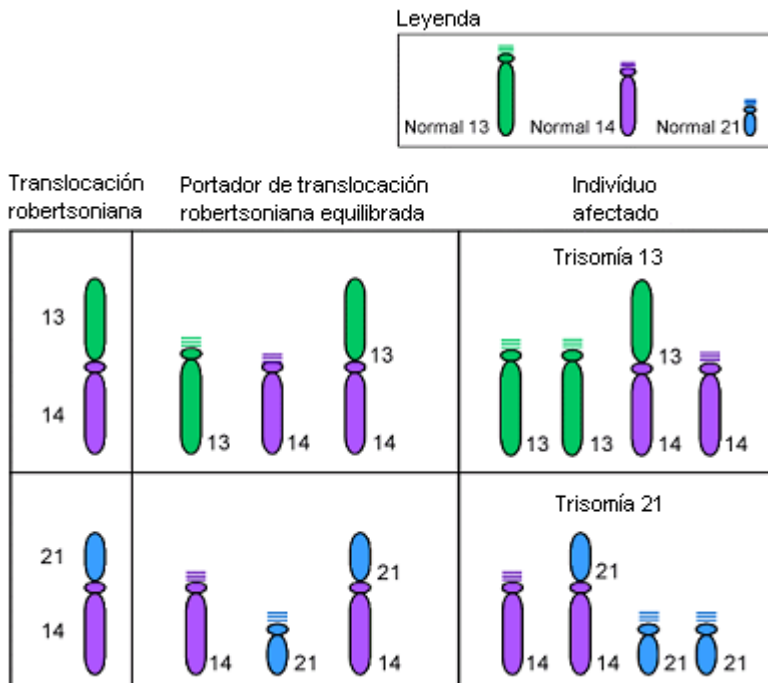 Leyenda
Normal 13 Normal 14 Normal 21
Translocación
robertsoniana
Portador de translocación
robertsoniana equilibrada
Indivíduo
afectado
13
14
13
14
13
14
Trisomía 13
13
13
13
14
14
21
14
14
21
21
14
Trisomía 21
14
21
14
21
21